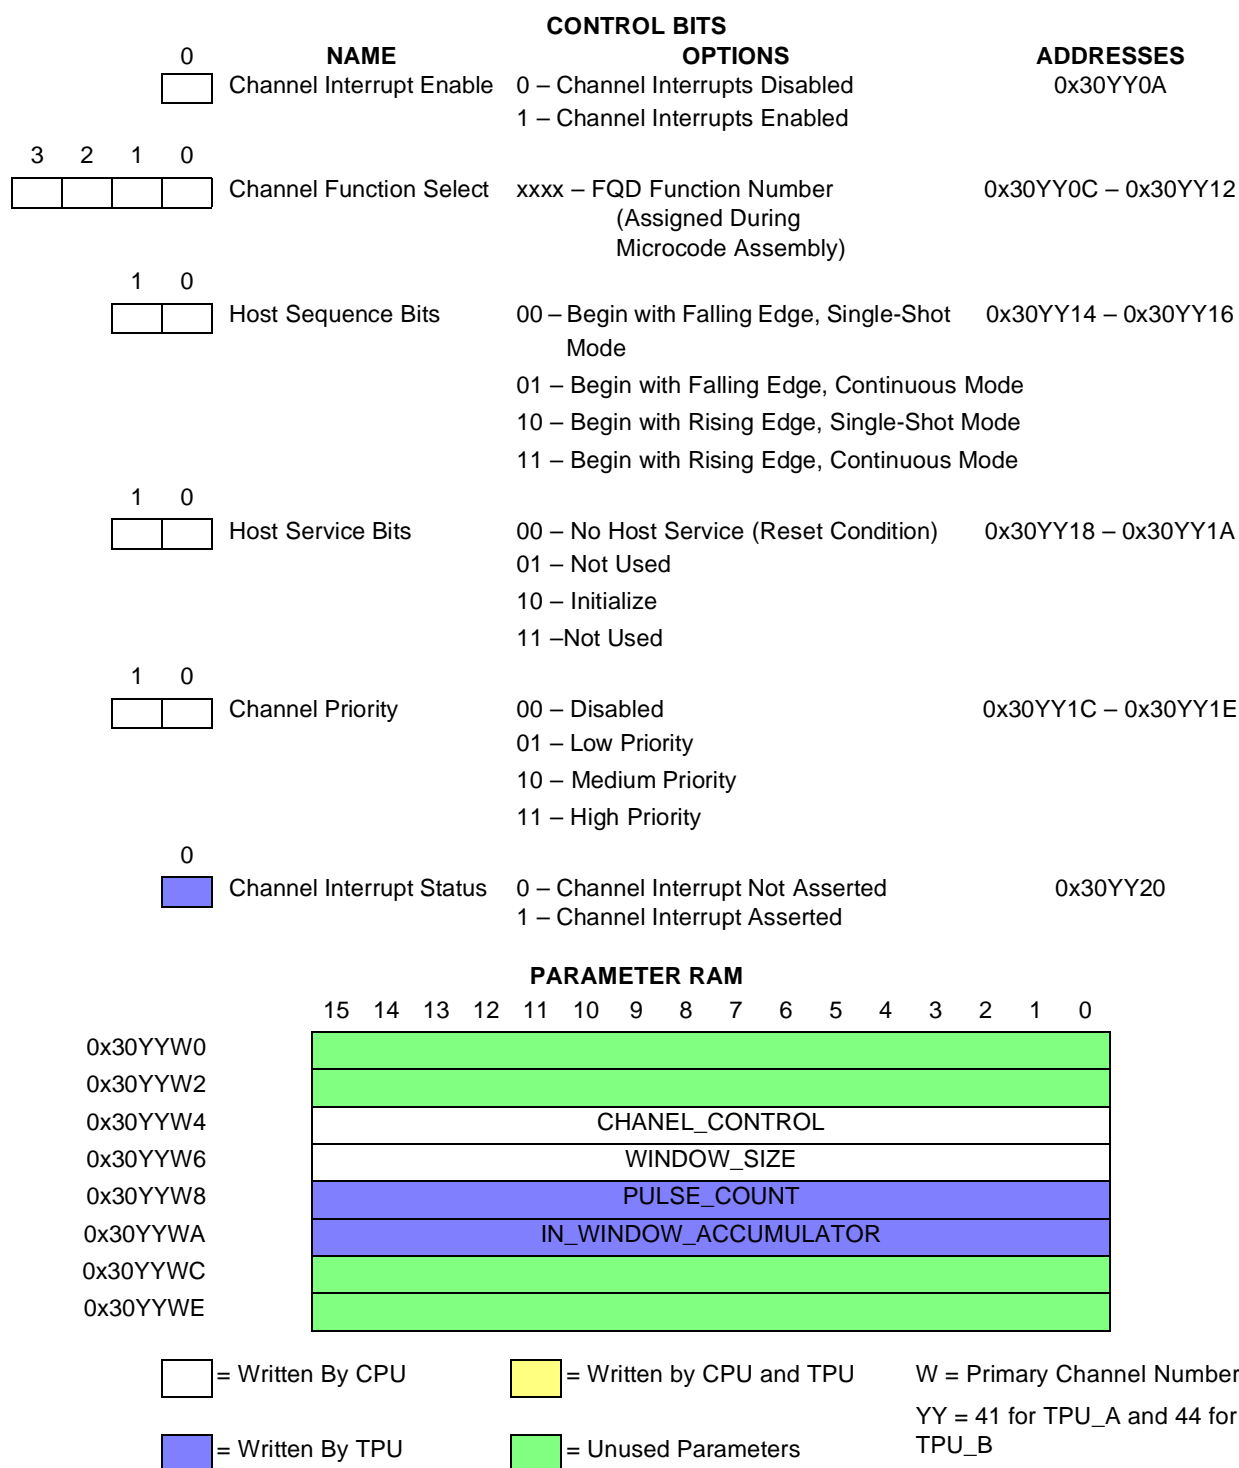 CONTROL BITS
0 NAME OPTIONS ADDRESSES
Channel Interrupt Enable 0 – Channel Interrupts Disabled 0x30YY0A
1 – Channel Interrupts Enabled
3 2 1 0
Channel Function Select xxxx – FQD Function Number 0x30YY0C – 0x30YY12
(Assigned During
Microcode Assembly)
1 0
Host Sequence Bits 00 – Begin with Falling Edge, Single-Shot 0x30YY14 – 0x30YY16
Mode
01 – Begin with Falling Edge, Continuous Mode
10 – Begin with Rising Edge, Single-Shot Mode
11 – Begin with Rising Edge, Continuous Mode
1 0
Host Service Bits 00 – No Host Service (Reset Condition) 0x30YY18 – 0x30YY1A
01 – Not Used
10 – Initialize
11 –Not Used
1 0
Channel Priority 00 – Disabled 0x30YY1C – 0x30YY1E
01 – Low Priority
10 – Medium Priority
11 – High Priority
0
Channel Interrupt Status 0 – Channel Interrupt Not Asserted 0x30YY20
1 – Channel Interrupt Asserted
PARAMETER RAM
15 14 13 12 11 10 9 8 7 6 5 4 3 2 1 0
0x30YYW0
0x30YYW2
0x30YYW4 CHANEL_CONTROL
0x30YYW6 WINDOW_SIZE
0x30YYW8 PULSE_COUNT
0x30YYWA IN_WINDOW_ACCUMULATOR
0x30YYWC
0x30YYWE
= Written By CPU = Written by CPU and TPU W = Primary Channel Number
YY = 41 for TPU_A and 44 for
= Written By TPU = Unused Parameters TPU_B